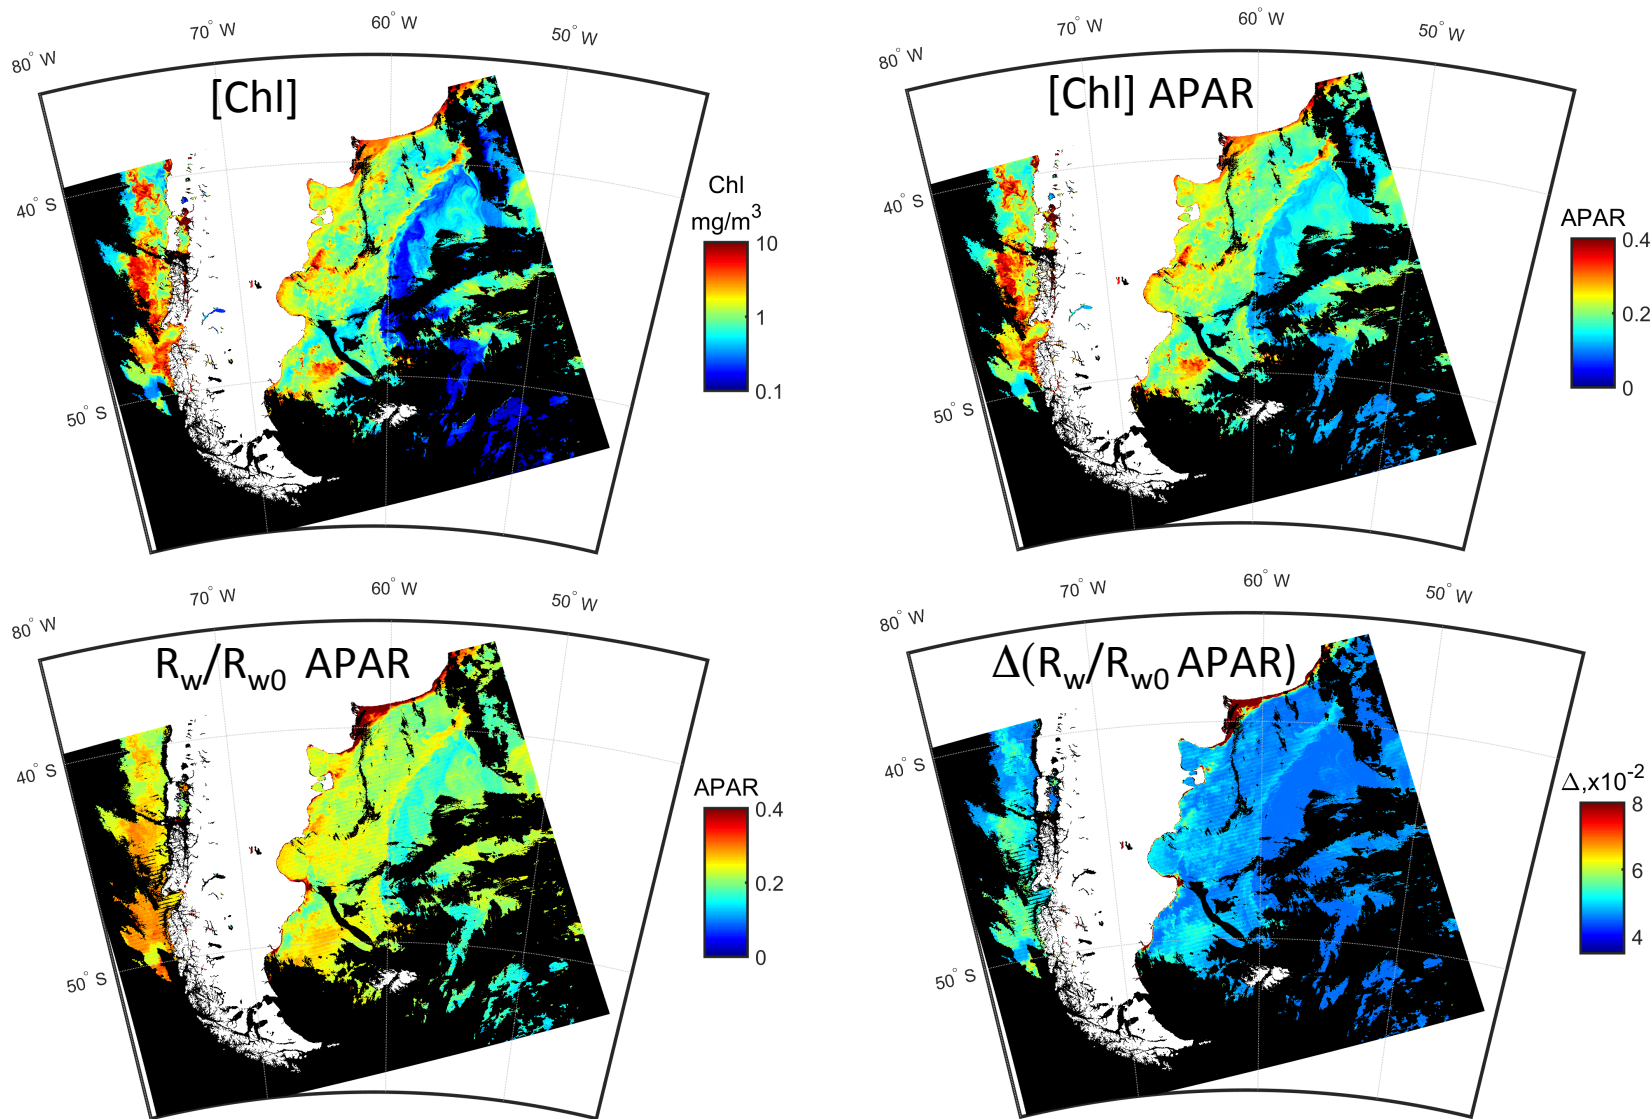 80° W
70° W
60° W
50° W
[Chl]
40° S
50° S
Chl
mg/m³
10
1
0.1
80° W
70° W
60° W
50° W
[Chl] APAR
40° S
50° S
APAR
0.4
0.2
0
80° W
70° W
60° W
50° W
Rw/Rw0 APAR
40° S
50° S
APAR
0.4
0.2
0
80° W
70° W
60° W
50° W
Δ(Rw/Rw0 APAR)
40° S
50° S
Δ,x10⁻²
8
6
4